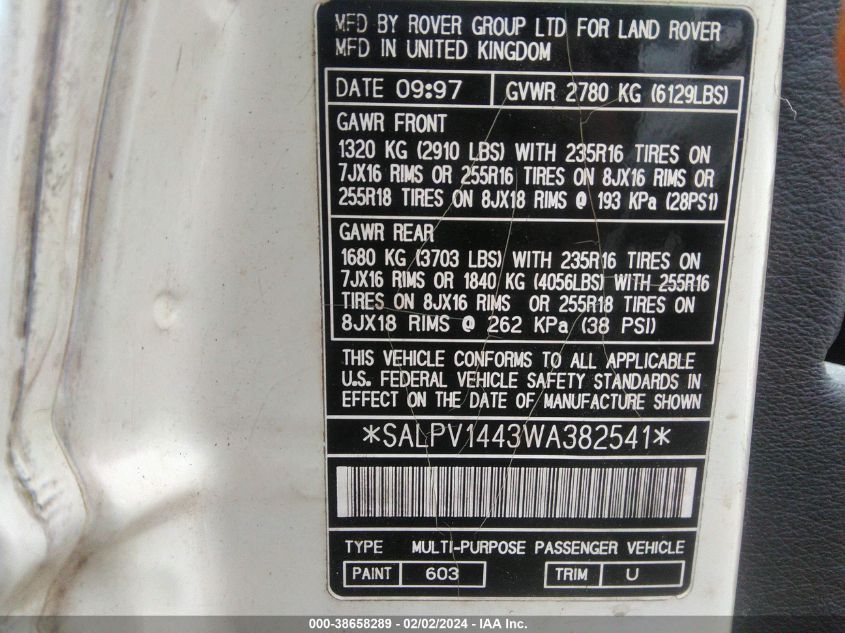 MFD BY ROVER GROUP LTD FOR LAND ROVER
MFD IN UNITED KINGDOM
DATE 09:97 GVWR 2780 KG (6129LBS)
GAWR FRONT
1320 KG (2910 LBS) WITH 235R16 TIRES ON
7JX16 RIMS OR 255R16 TIRES ON 8JX16 RIMS OR
255R18 TIRES ON 8JX18 RIMS @ 193 KPa (28PS1)
GAWR REAR
1680 KG (3703 LBS) WITH 235R16 TIRES ON
7JX16 RIMS OR 1840 KG (4056LBS) WITH 255R16
TIRES ON 8JX16 RIMS OR 255R18 TIRES ON
8JX18 RIMS @ 262 KPa (38 PSI)
THIS VEHICLE CONFORMS TO ALL APPLICABLE
U.S. FEDERAL VEHICLE SAFETY STANDARDS IN
EFFECT ON THE DATE OF MANUFACTURE SHOWN
*SALPV1443WA382541*
TYPE MULTI-PURPOSE PASSENGER VEHICLE
PAINT 603 TRIM U
000-38658289 - 02/02/2024 - IAA Inc.